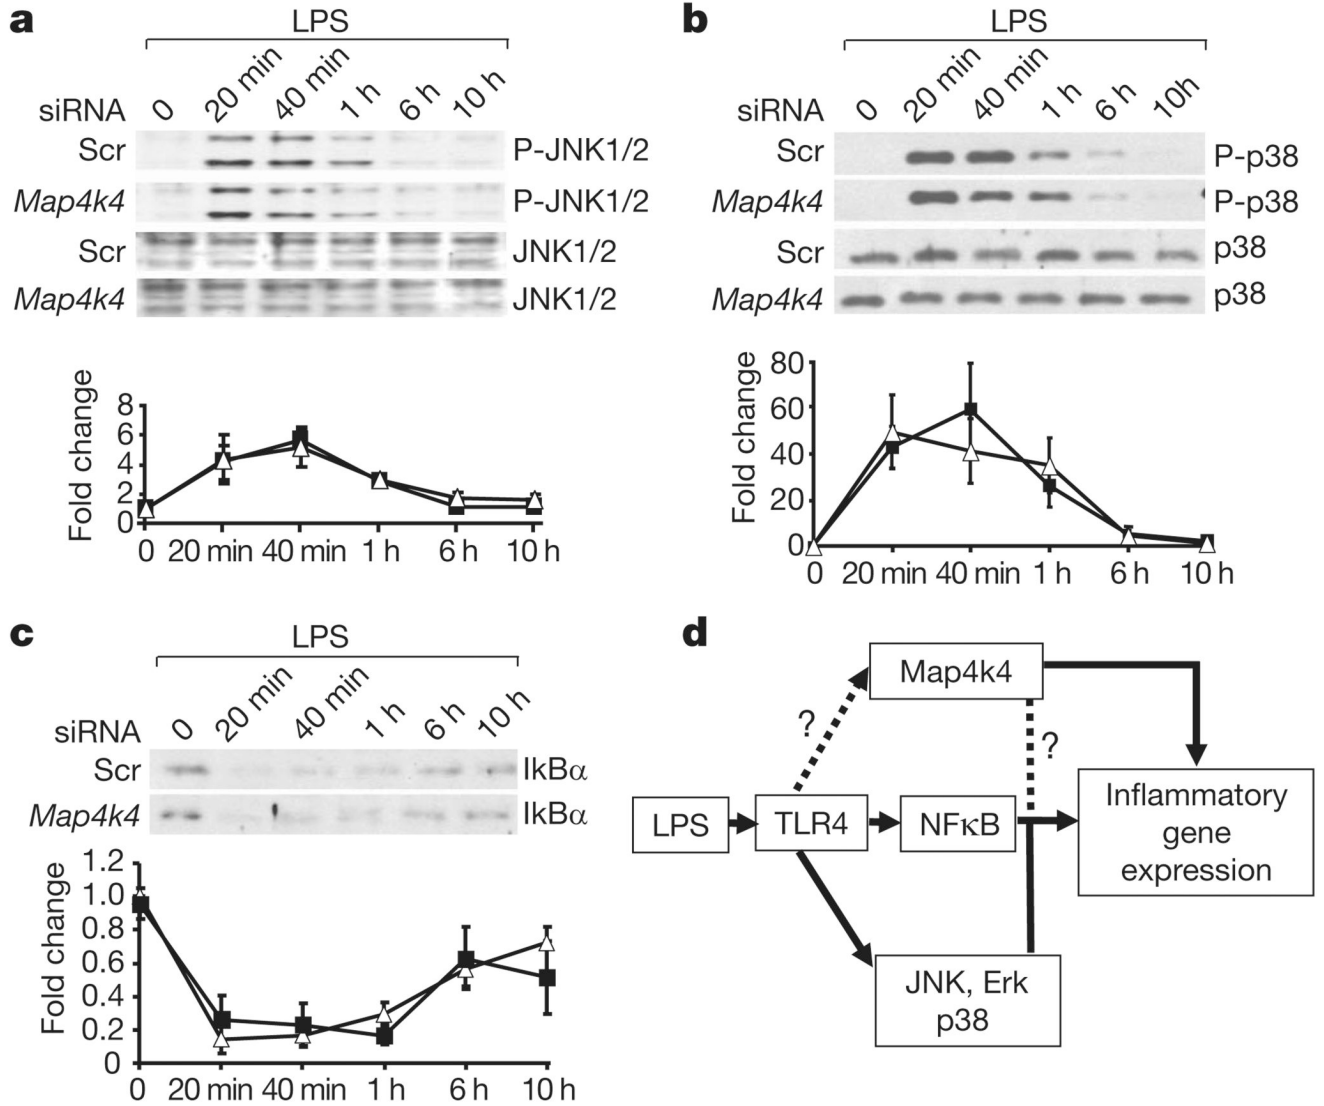 a
LPS
siRNA 0 20 min 40 min 1 h 6 h 10 h
Scr P-JNK1/2
Map4k4 P-JNK1/2
Scr JNK1/2
Map4k4 JNK1/2
Fold change
8
6
4
2
0
0 20 min 40 min 1 h 6 h 10 h
b
LPS
siRNA 0 20 min 40 min 1 h 6 h 10h
Scr P-p38
Map4k4 P-p38
Scr p38
Map4k4 p38
Fold change
80
60
40
20
0
0 20 min 40 min 1 h 6 h 10 h
c
LPS
siRNA 0 20 min 40 min 1 h 6 h 10 h
Scr IkBα
Map4k4 IkBα
Fold change
1.2
1.0
0.8
0.6
0.4
0.2
0
0 20 min 40 min 1 h 6 h 10 h
d
Map4k4
?
?
LPS
TLR4
NFκB
Inflammatory
gene
expression
JNK, Erk
p38